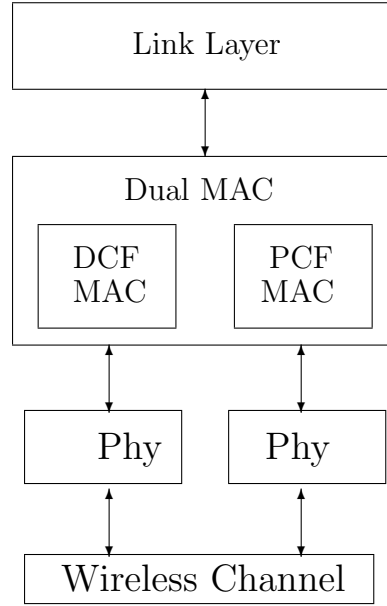 Link Layer
Dual MAC
DCF
MAC
PCF
MAC
Phy
Phy
Wireless Channel